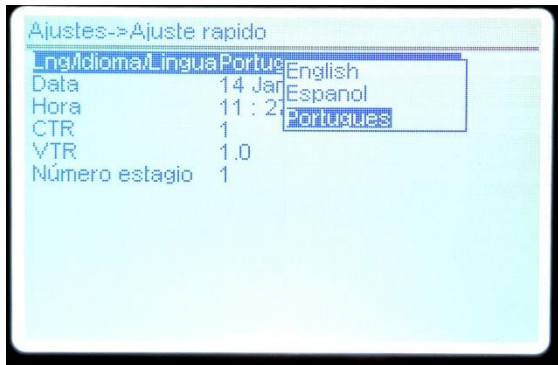 Ajustes->Ajuste rapido
Lng/Idioma/Lingua Portug
English
Espanol
Portugues
Data 14 Jan
Hora 11 : 2
CTR 1
VTR 1.0
Número estagio 1